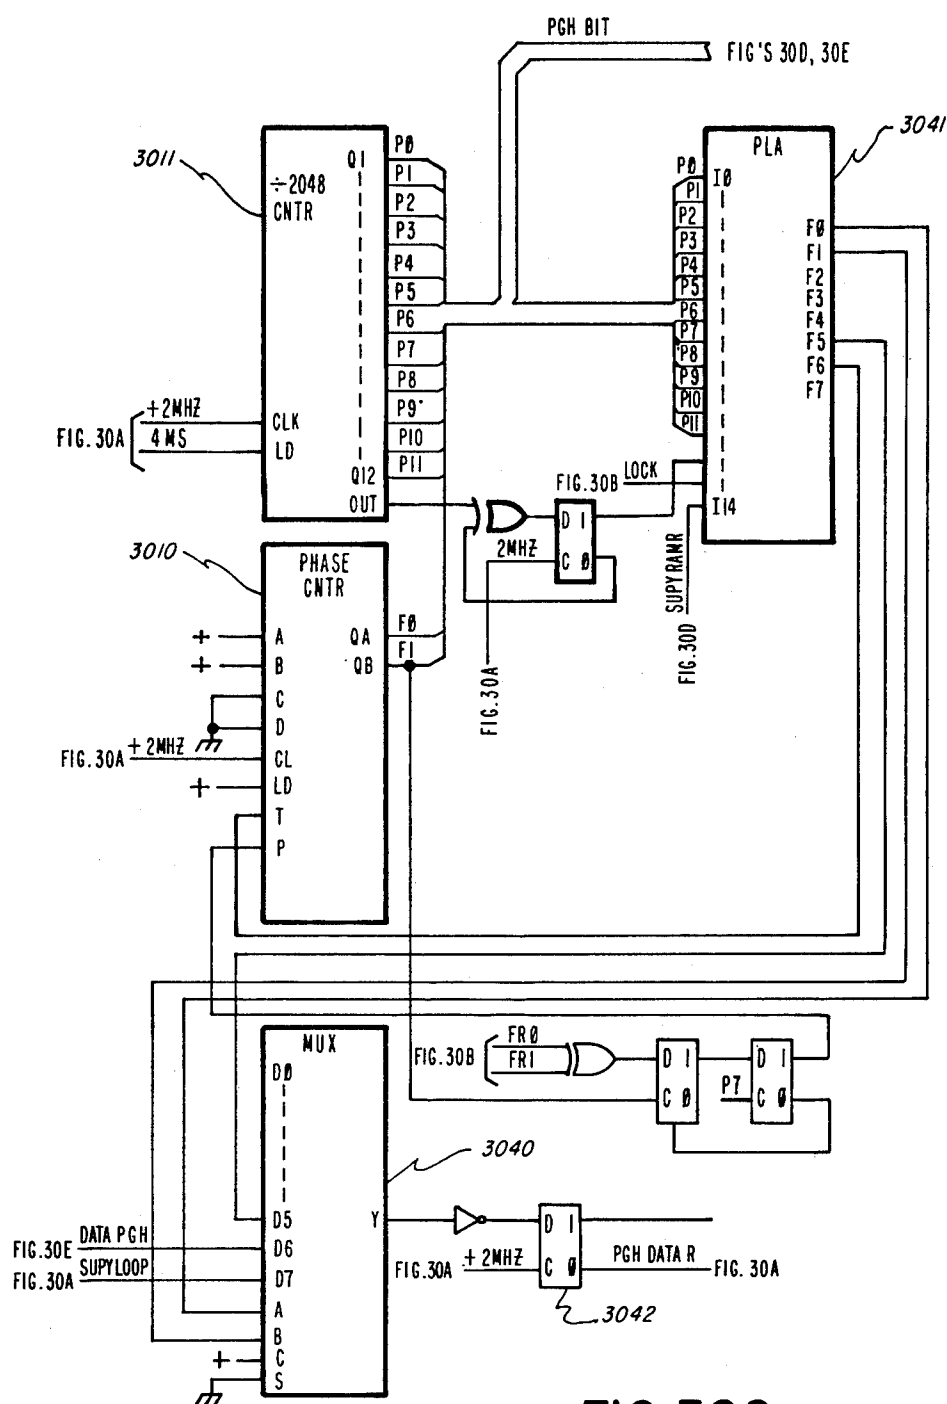 PGH BIT
FIG'S 30D, 30E
3011
÷2048
CNTR
Q1
Q12
CLK
LD
OUT
P0
P1
P2
P3
P4
P5
P6
P7
P8
P9
P10
P11
FIG. 30A
+2MHZ
4MS
3041
PLA
P0
P1
P2
P3
P4
P5
P6
P7
P8
P9
P10
P11
I0
I14
F0
F1
F2
F3
F4
F5
F6
F7
FIG. 30B LOCK
D 1
C 0
2MHZ
FIG. 30A
FIG. 30D SUPYRAMR
3010
PHASE
CNTR
+ A
+ B
C
D
FIG. 30A +2MHZ CL
+ LD
T
P
QA F0
QB F1
MUX
D0
D5
FIG. 30E DATA PGH D6
FIG. 30A SUPYLOOP D7
A
B
+ C
S
Y
3040
FIG. 30B
FR0
FR1
D 1
C 0
P7
D 1
C 0
D 1
C 0
FIG. 30A +2MHZ
PGH DATA R FIG. 30A
3042